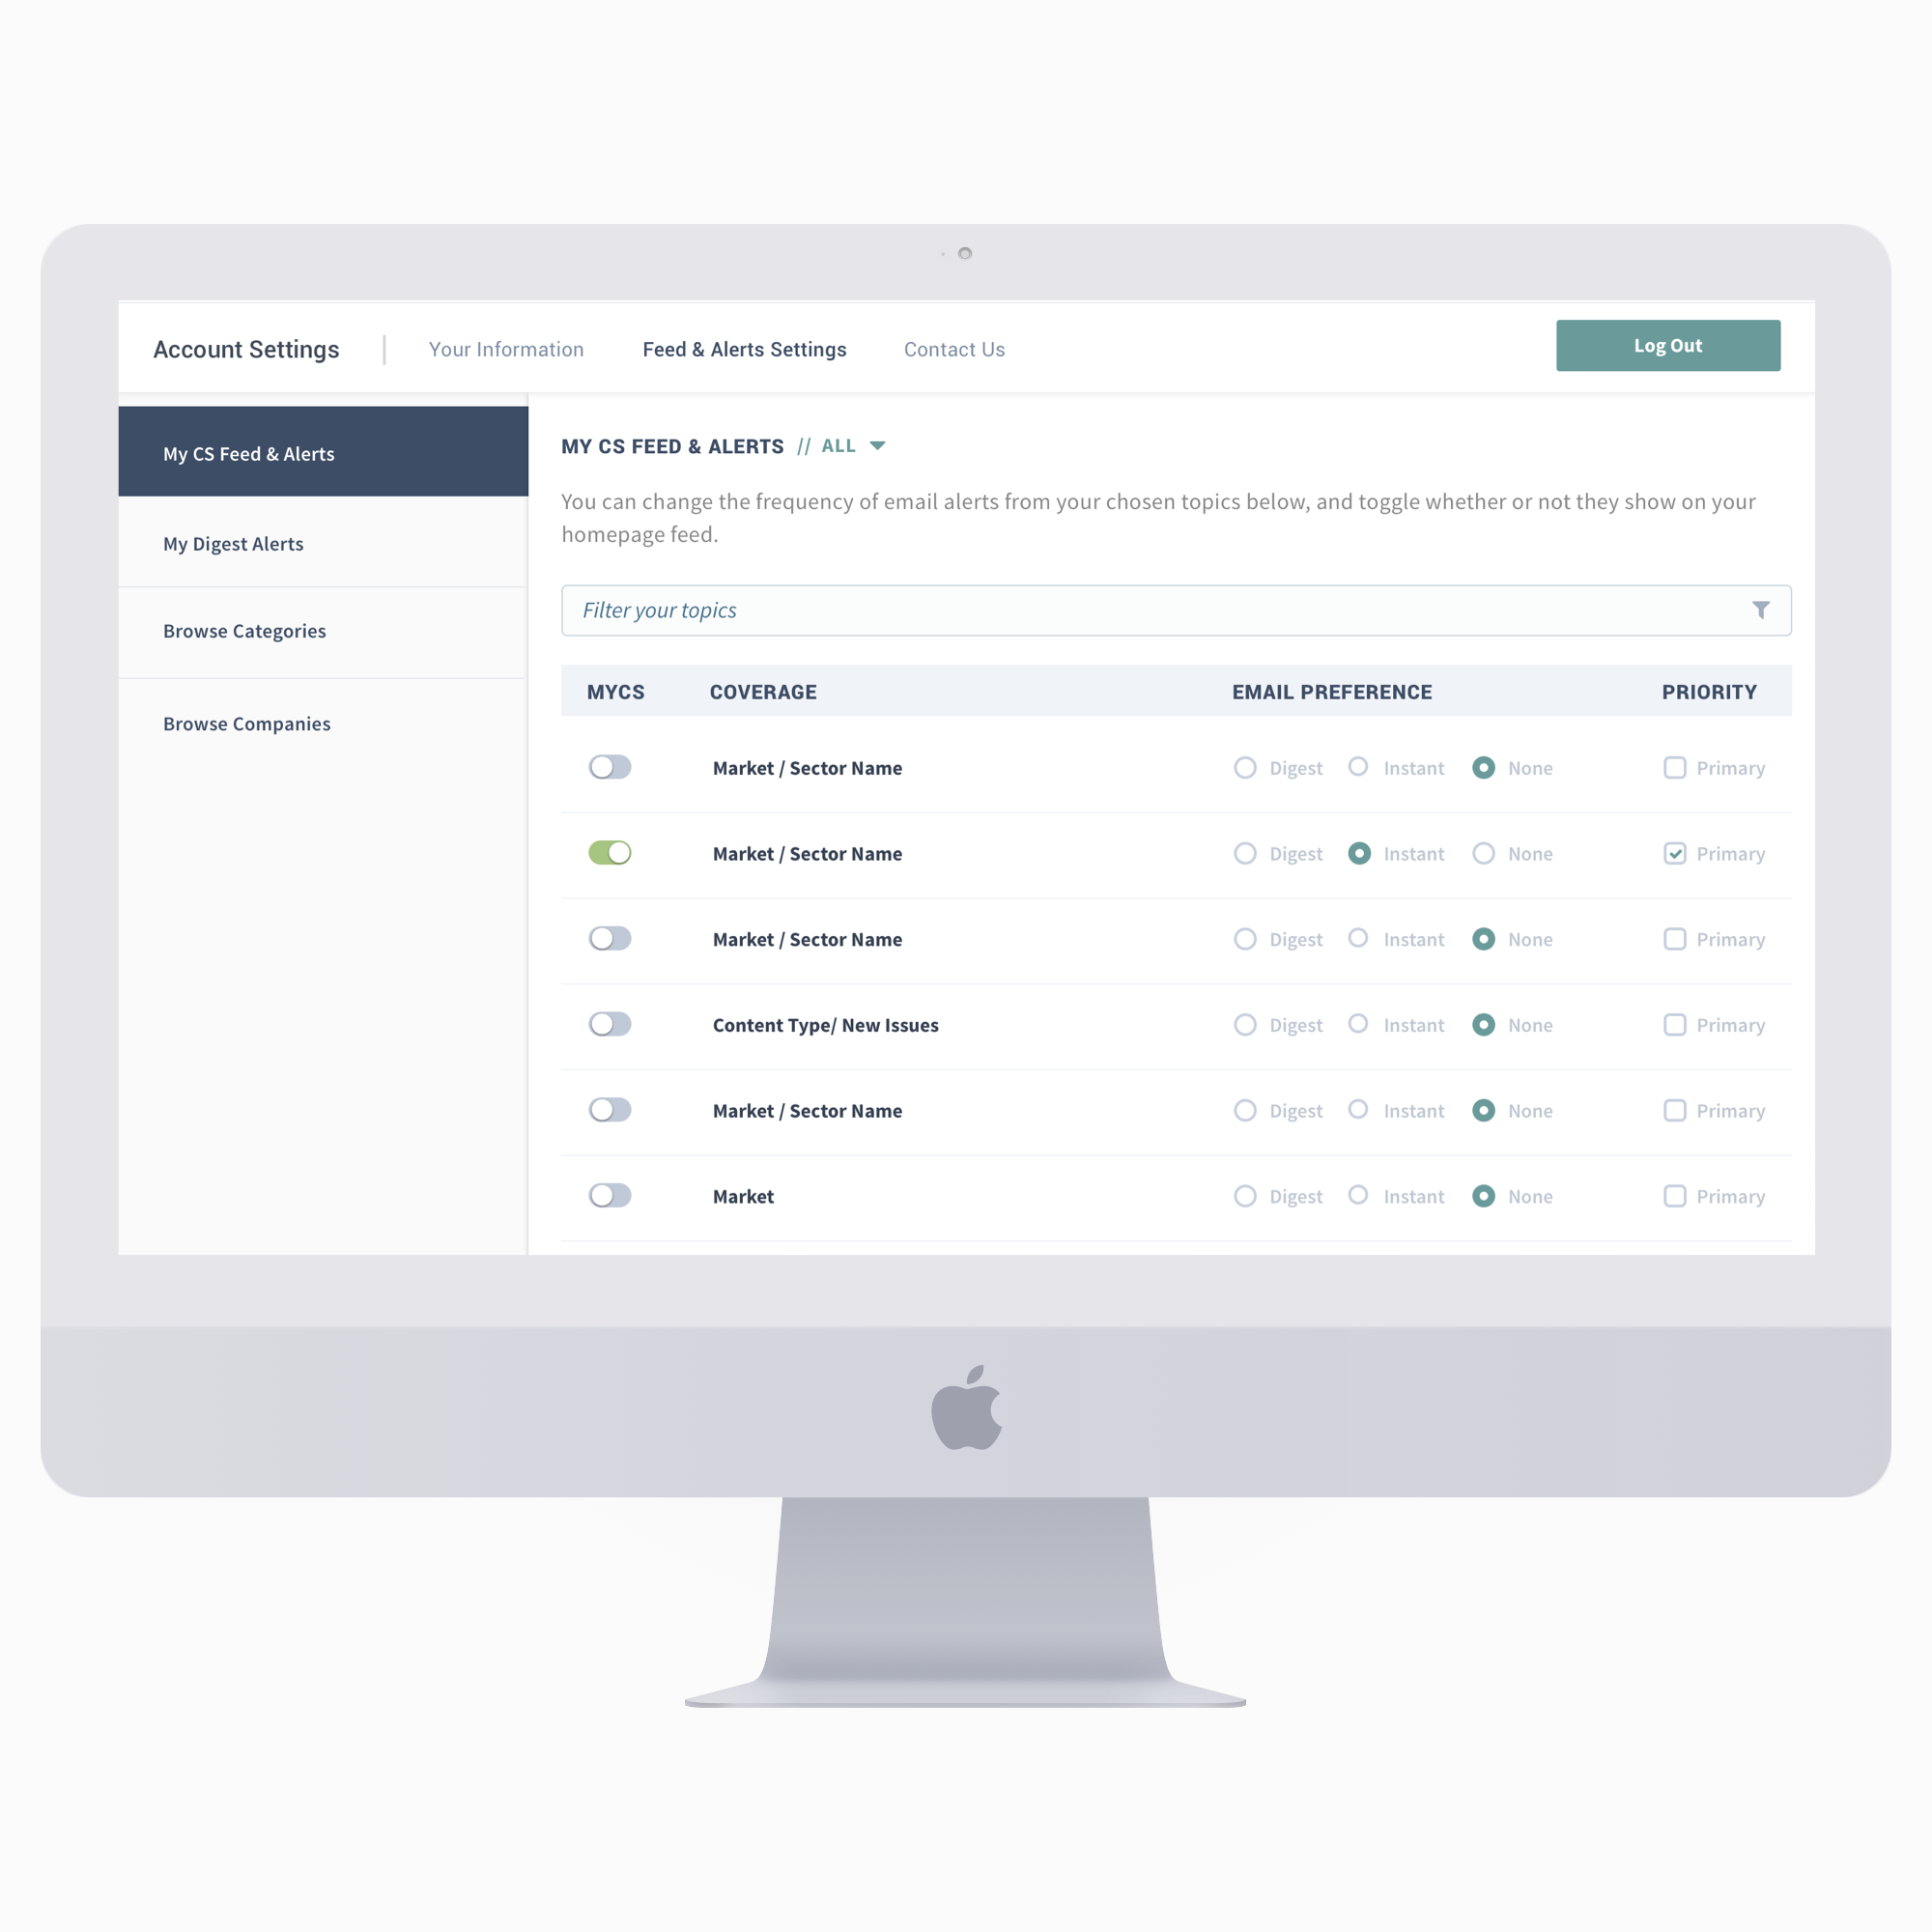 Account Settings
Your Information
Feed & Alerts Settings
Contact Us
Log Out
My CS Feed & Alerts
My Digest Alerts
Browse Categories
Browse Companies
MY CS FEED & ALERTS // ALL
You can change the frequency of email alerts from your chosen topics below, and toggle whether or not they show on your
homepage feed.
Filter your topics
MYCS COVERAGE EMAIL PREFERENCE PRIORITY
Market / Sector Name Digest Instant None Primary
Market / Sector Name Digest Instant None Primary
Market / Sector Name Digest Instant None Primary
Content Type/ New Issues Digest Instant None Primary
Market / Sector Name Digest Instant None Primary
Market Digest Instant None Primary